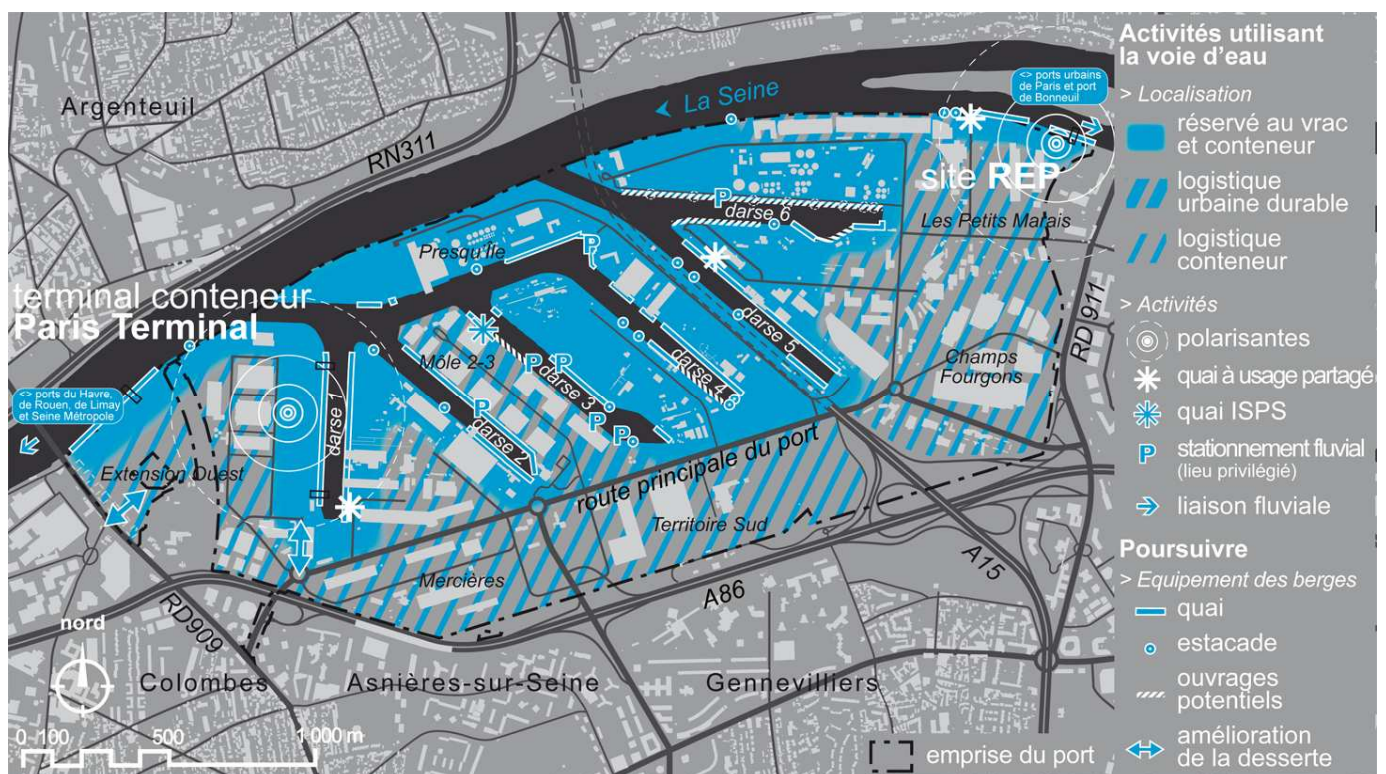 Argenteuil
RN311
La Seine
<> ports urbains
de Paris et port
de Bonneuil
site REP
Les Petits Marais
P
darse 6
Presqu'île
P
terminal conteneur
Paris Terminal
darse 5
RD 911
Champs
Fourgons
Môle 2-3
P
P
darse 3
darse 4
<> ports du Havre,
de Rouen, de Limay
et Seine Métropole
darse 1
P
darse 2
P
P
Extension Ouest
route principale du port
Territoire Sud
Mercières
A86
A15
RD909
nord
Colombes
Asnières-sur-Seine
Gennevilliers
0 100
500
1 000 m
emprise du port
Activités utilisant
la voie d'eau
> Localisation
réservé au vrac
et conteneur
logistique
urbaine durable
logistique
conteneur
> Activités
polarisantes
quai à usage partagé
quai ISPS
P
stationnement fluvial
(lieu privilégié)
liaison fluviale
Poursuivre
> Equipement des berges
quai
estacade
ouvrages
potentiels
amélioration
de la desserte